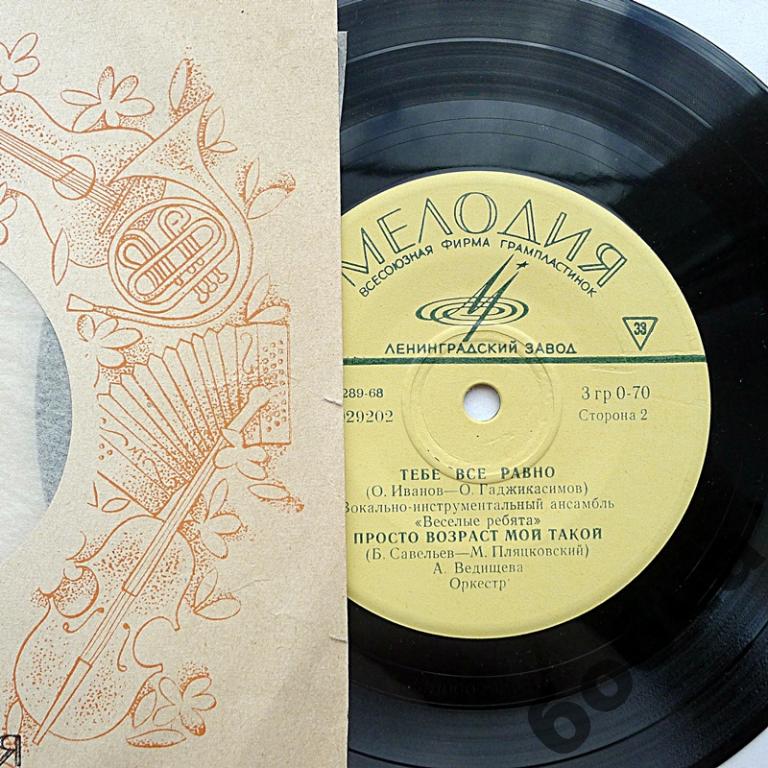 МЕЛОДИЯ
ВСЕСОЮЗНАЯ ФИРМА ГРАМПЛАСТИНОК
ЛЕНИНГРАДСКИЙ ЗАВОД
33
289-68
3 гр 0-70
29202
Сторона 2
ТЕБЕ ВСЕ РАВНО
(О. Иванов—О. Гаджикасимов)
Вокально-инструментальный ансамбль
«Веселые ребята»
ПРОСТО ВОЗРАСТ МОЙ ТАКОЙ
(Б. Савельев—М. Пляцковский)
А. Ведищева
Оркестр
Я